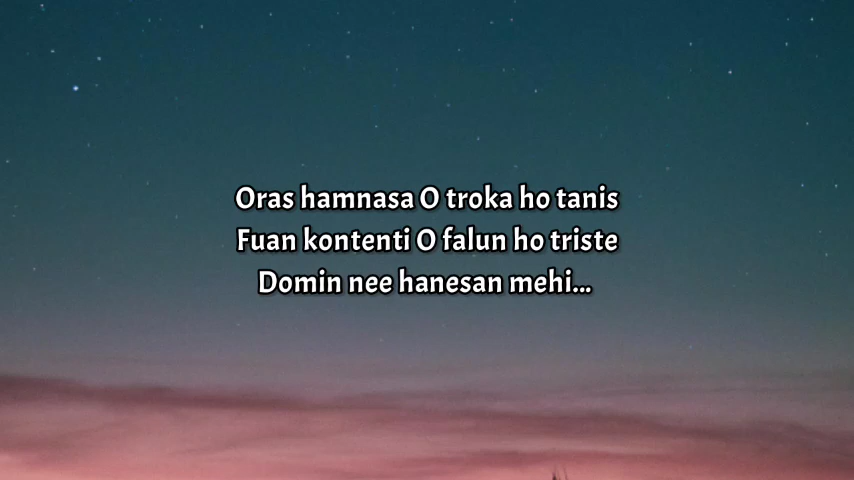 Oras hamnasa O troka ho tanis
Fuan kontenti O falun ho triste
Domin nee hanesan mehi...